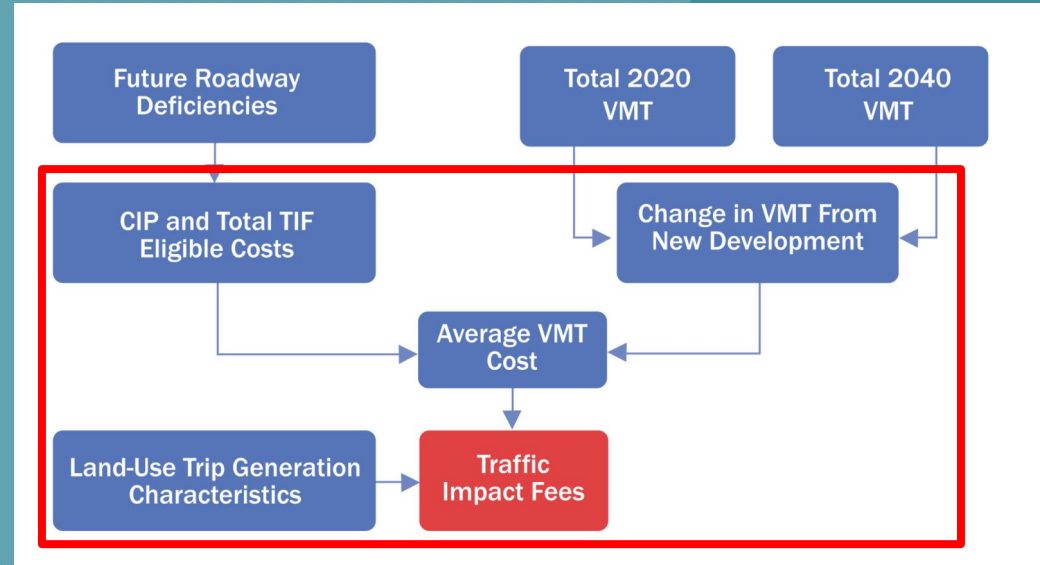 Future Roadway
Deficiencies
Total 2020
VMT
Total 2040
VMT
CIP and Total TIF
Eligible Costs
Change in VMT From
New Development
Average VMT
Cost
Land-Use Trip Generation
Characteristics
Traffic
Impact Fees